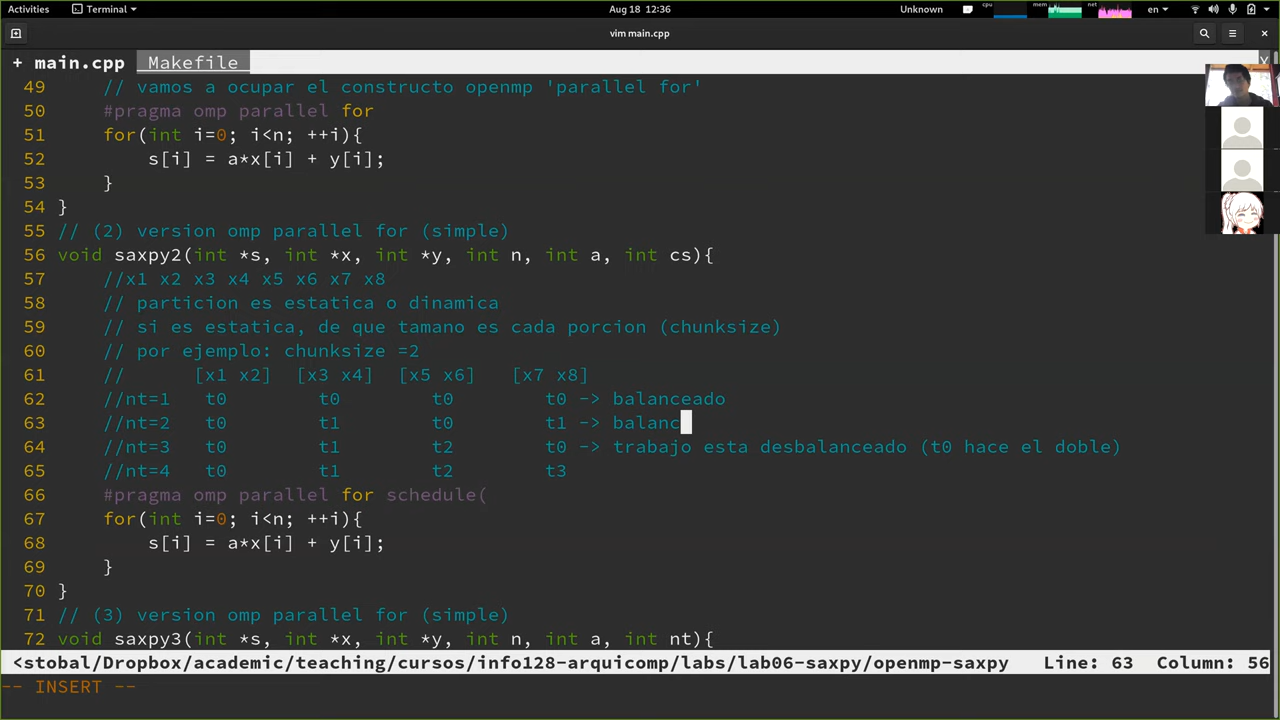 Activities Terminal Aug 18 12:36 Unknown cpu mem net en
vim main.cpp
+ main.cpp Makefile
49 // vamos a ocupar el constructo openmp 'parallel for'
50 #pragma omp parallel for
51 for(int i=0; i<n; ++i){
52 s[i] = a*x[i] + y[i];
53 }
54 }
55 // (2) version omp parallel for (simple)
56 void saxpy2(int *s, int *x, int *y, int n, int a, int cs){
57 //x1 x2 x3 x4 x5 x6 x7 x8
58 // particion es estatica o dinamica
59 // si es estatica, de que tamano es cada porcion (chunksize)
60 // por ejemplo: chunksize =2
61 // [x1 x2] [x3 x4] [x5 x6] [x7 x8]
62 //nt=1 t0 t0 t0 t0 -> balanceado
63 //nt=2 t0 t1 t0 t1 -> balanc
64 //nt=3 t0 t1 t2 t0 -> trabajo esta desbalanceado (t0 hace el doble)
65 //nt=4 t0 t1 t2 t3
66 #pragma omp parallel for schedule(
67 for(int i=0; i<n; ++i){
68 s[i] = a*x[i] + y[i];
69 }
70 }
71 // (3) version omp parallel for (simple)
72 void saxpy3(int *s, int *x, int *y, int n, int a, int nt){
<stobal/Dropbox/academic/teaching/cursos/info128-arquicomp/labs/lab06-saxpy/openmp-saxpy Line: 63 Column: 56
-- INSERT --